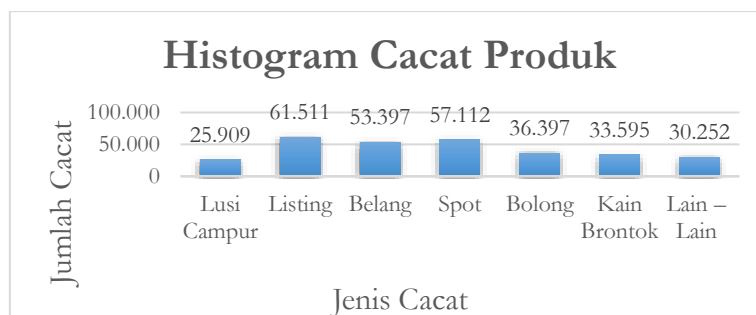 Histogram Cacat Produk
Jumlah Cacat
100.000
50.000
0
25.909
61.511
53.397
57.112
36.397
33.595
30.252
Lusi
Campur
Listing
Belang
Spot
Bolong
Kain
Brontok
Lain –
Lain
Jenis Cacat